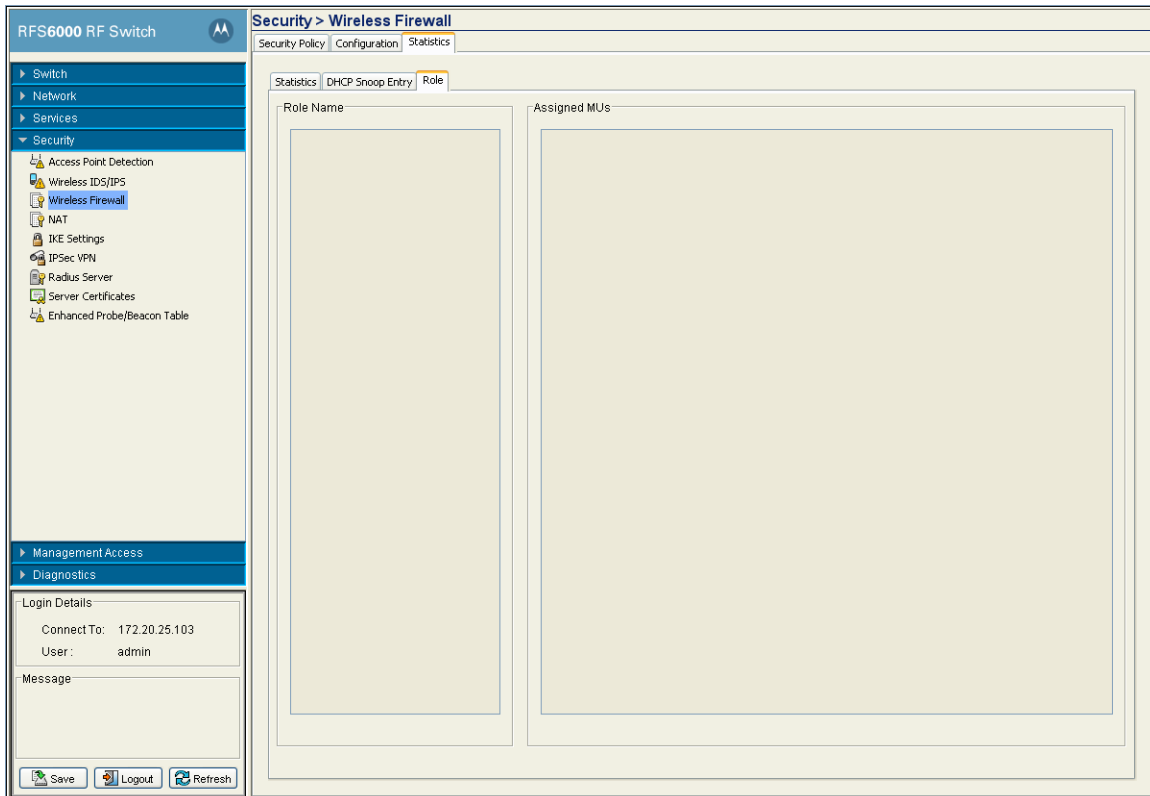 RFS6000 RF Switch
Switch
Network
Services
Security
Access Point Detection
Wireless IDS/IPS
Wireless Firewall
NAT
IKE Settings
IPSec VPN
Radius Server
Server Certificates
Enhanced Probe/Beacon Table
Management Access
Diagnostics
Login Details
Connect To: 172.20.25.103
User : admin
Message
Save Logout Refresh
Security > Wireless Firewall
Security Policy Configuration Statistics
Statistics DHCP Snoop Entry Role
Role Name
Assigned MUs